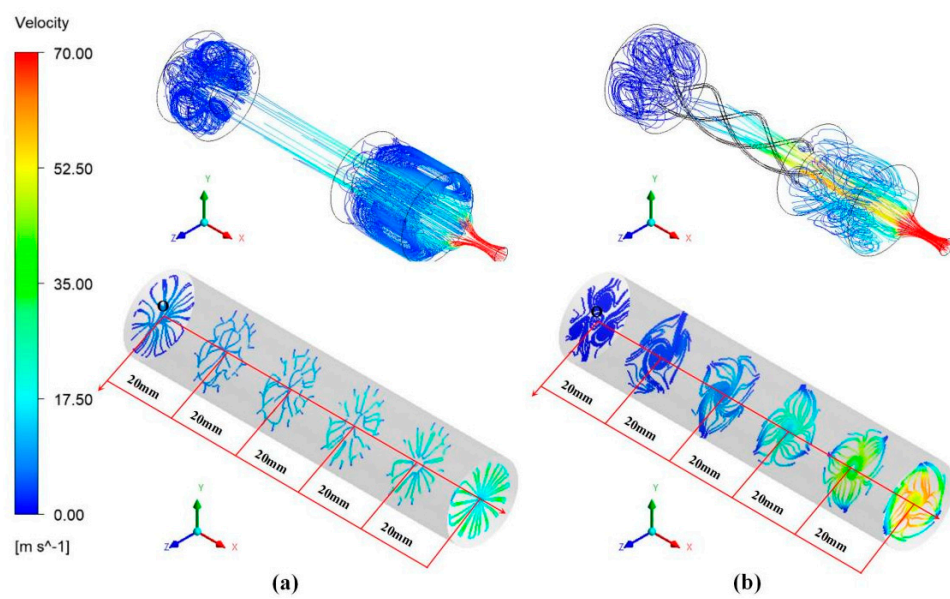 Velocity
70.00
52.50
35.00
17.50
0.00
[m s^-1]
Y
Z
X
Y
Z
X
O
20mm
20mm
20mm
20mm
20mm
Y
Z
X
O
20mm
20mm
20mm
20mm
20mm
Y
Z
X
(a)
(b)